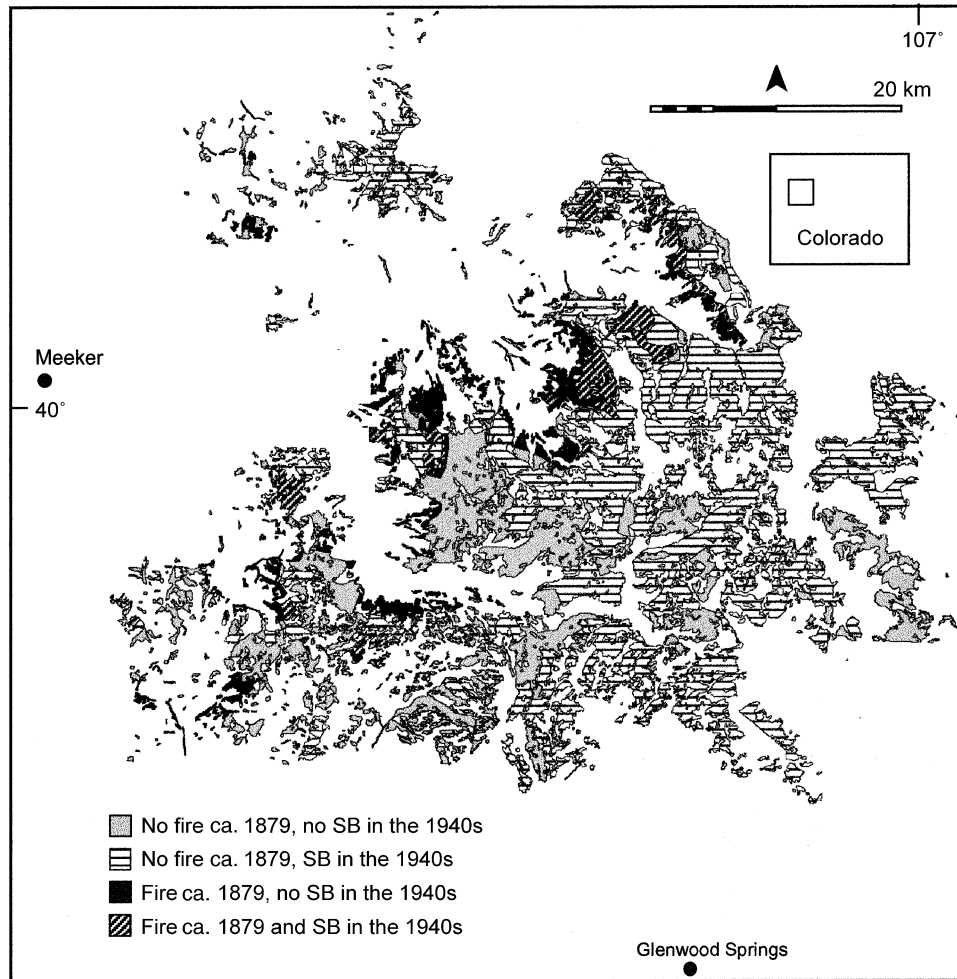 107°
20 km
Colorado
Meeker
40°
No fire ca. 1879, no SB in the 1940s
No fire ca. 1879, SB in the 1940s
Fire ca. 1879, no SB in the 1940s
Fire ca. 1879 and SB in the 1940s
Glenwood Springs